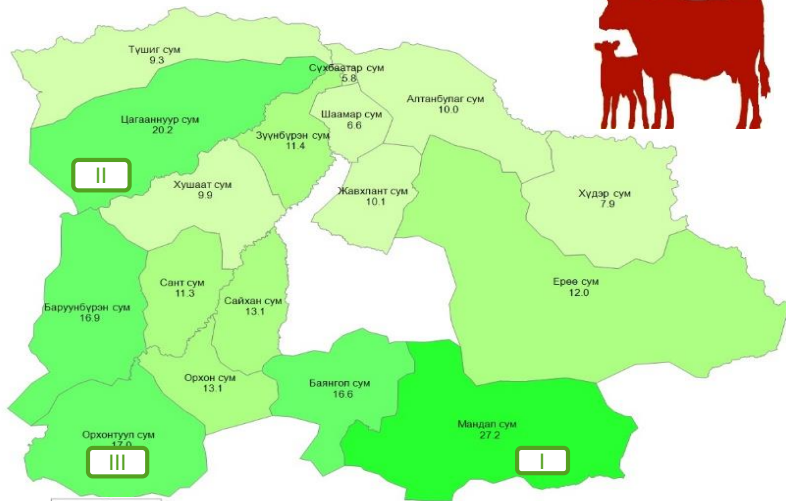 Түшиг сум
9.3
Сүхбаатар сум
5.8
Алтанбулаг сум
10.0
Цагааннуур сум
20.2
Шаамар сум
6.6
Зүүнбүрэн сум
11.4
II
Хушаат сум
9.9
Жавхлант сум
10.1
Хүдэр сум
7.9
Баруунбүрэн сум
16.9
Сант сум
11.3
Сайхан сум
13.1
Ерөө сум
12.0
Орхон сум
13.1
Баянгол сум
16.6
Мандал сум
27.2
I
Орхонтуул сум
III